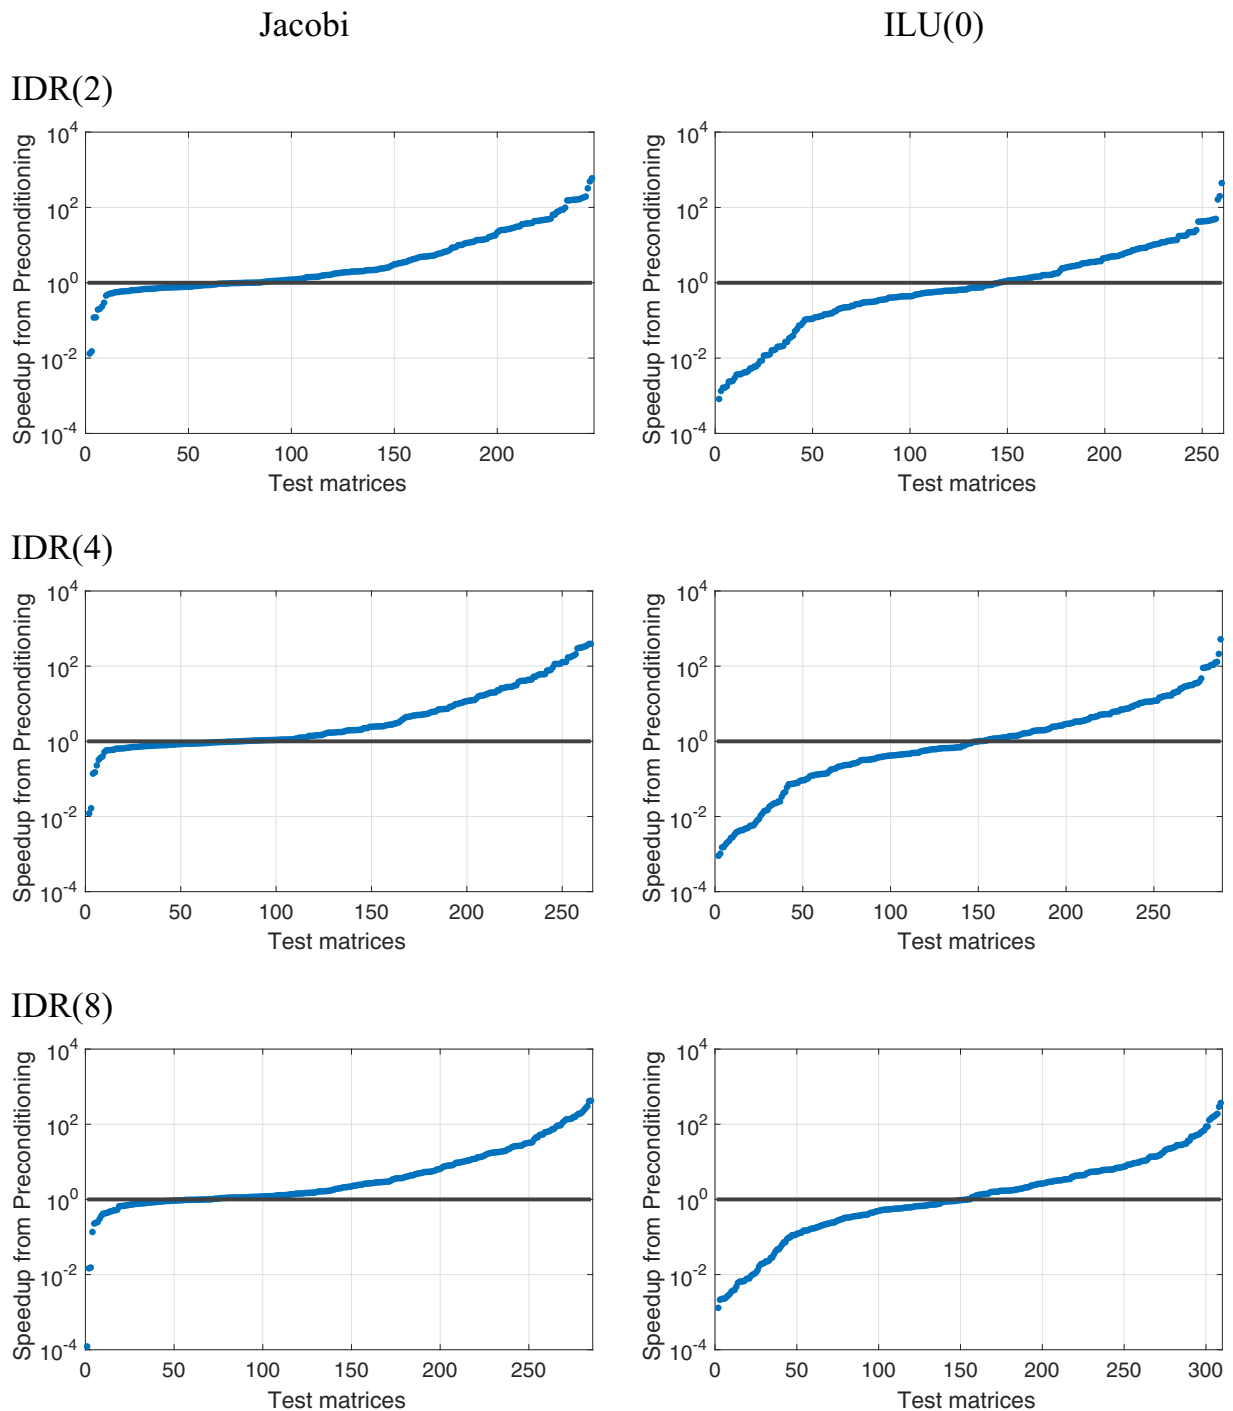 Jacobi ILU(0)
IDR(2)
Speedup from Preconditioning
10^4
10^2
10^0
10^-2
10^-4
0 50 100 150 200
Test matrices
Speedup from Preconditioning
10^4
10^2
10^0
10^-2
10^-4
0 50 100 150 200 250
Test matrices
IDR(4)
Speedup from Preconditioning
10^4
10^2
10^0
10^-2
10^-4
0 50 100 150 200 250
Test matrices
Speedup from Preconditioning
10^4
10^2
10^0
10^-2
10^-4
0 50 100 150 200 250
Test matrices
IDR(8)
Speedup from Preconditioning
10^4
10^2
10^0
10^-2
10^-4
0 50 100 150 200 250
Test matrices
Speedup from Preconditioning
10^4
10^2
10^0
10^-2
10^-4
0 50 100 150 200 250 300
Test matrices